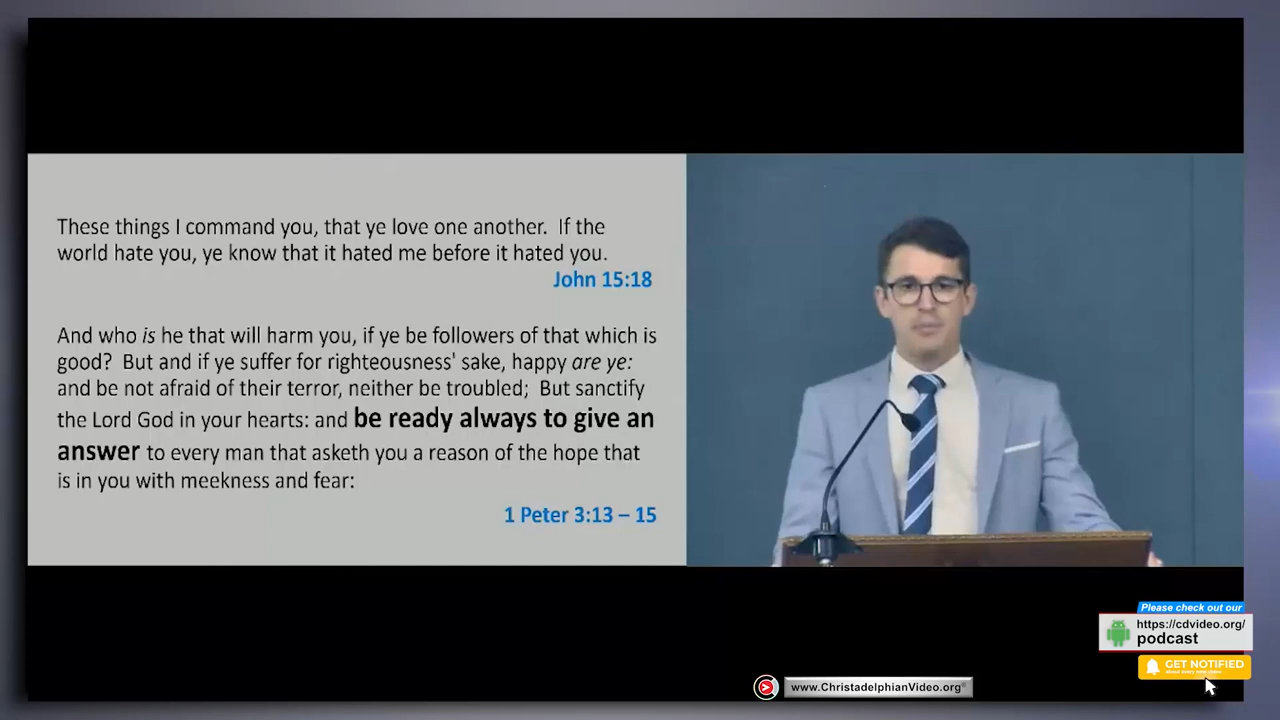 These things I command you, that ye love one another.  If the
world hate you, ye know that it hated me before it hated you.
John 15:18
And who is he that will harm you, if ye be followers of that which is
good?  But and if ye suffer for righteousness' sake, happy are ye:
and be not afraid of their terror, neither be troubled;  But sanctify
the Lord God in your hearts: and be ready always to give an
answer to every man that asketh you a reason of the hope that
is in you with meekness and fear:
1 Peter 3:13 – 15
Please check out our
https://cdvideo.org/
podcast
GET NOTIFIED
about every new video
www.ChristadelphianVideo.org